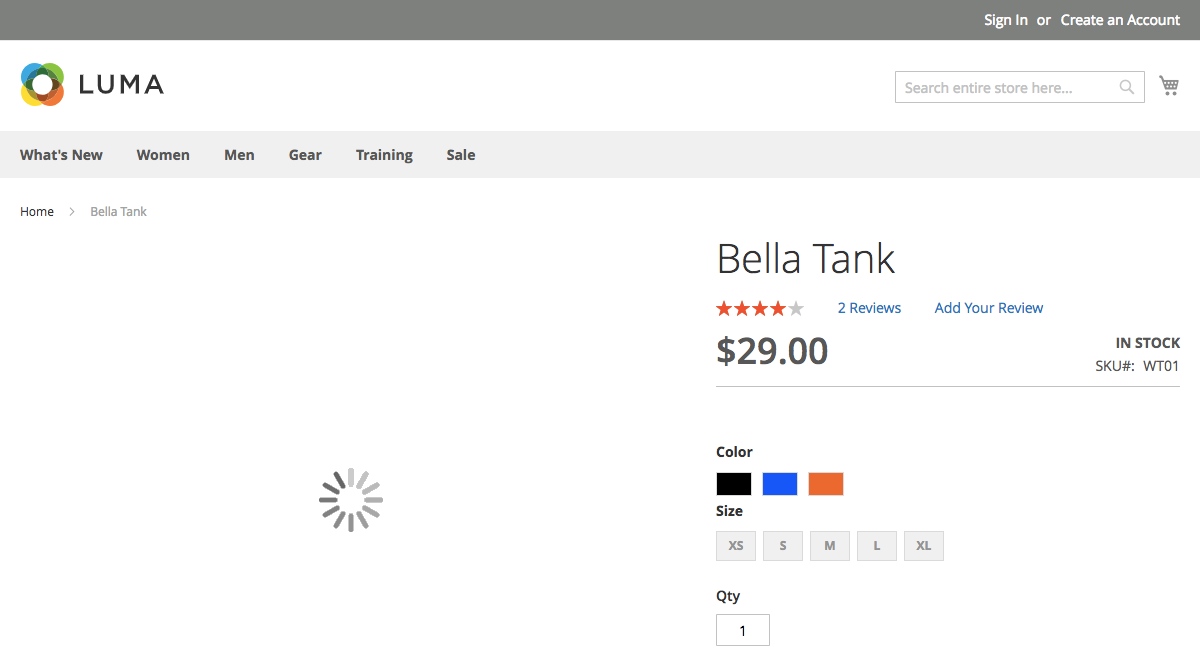 Sign In or Create an Account
LUMA
Search entire store here...
What's New Women Men Gear Training Sale
Home > Bella Tank
Bella Tank
2 Reviews Add Your Review
$29.00
IN STOCK
SKU#: WT01
Color
Size
XS S M L XL
Qty
1